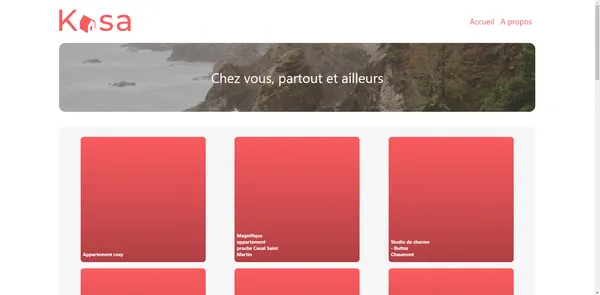 Kasa
Accueil A propos
Chez vous, partout et ailleurs
Appartement cosy
Magnifique
appartement
proche Canal Saint
Martin
Studio de charme
- Buttes
Chaumont